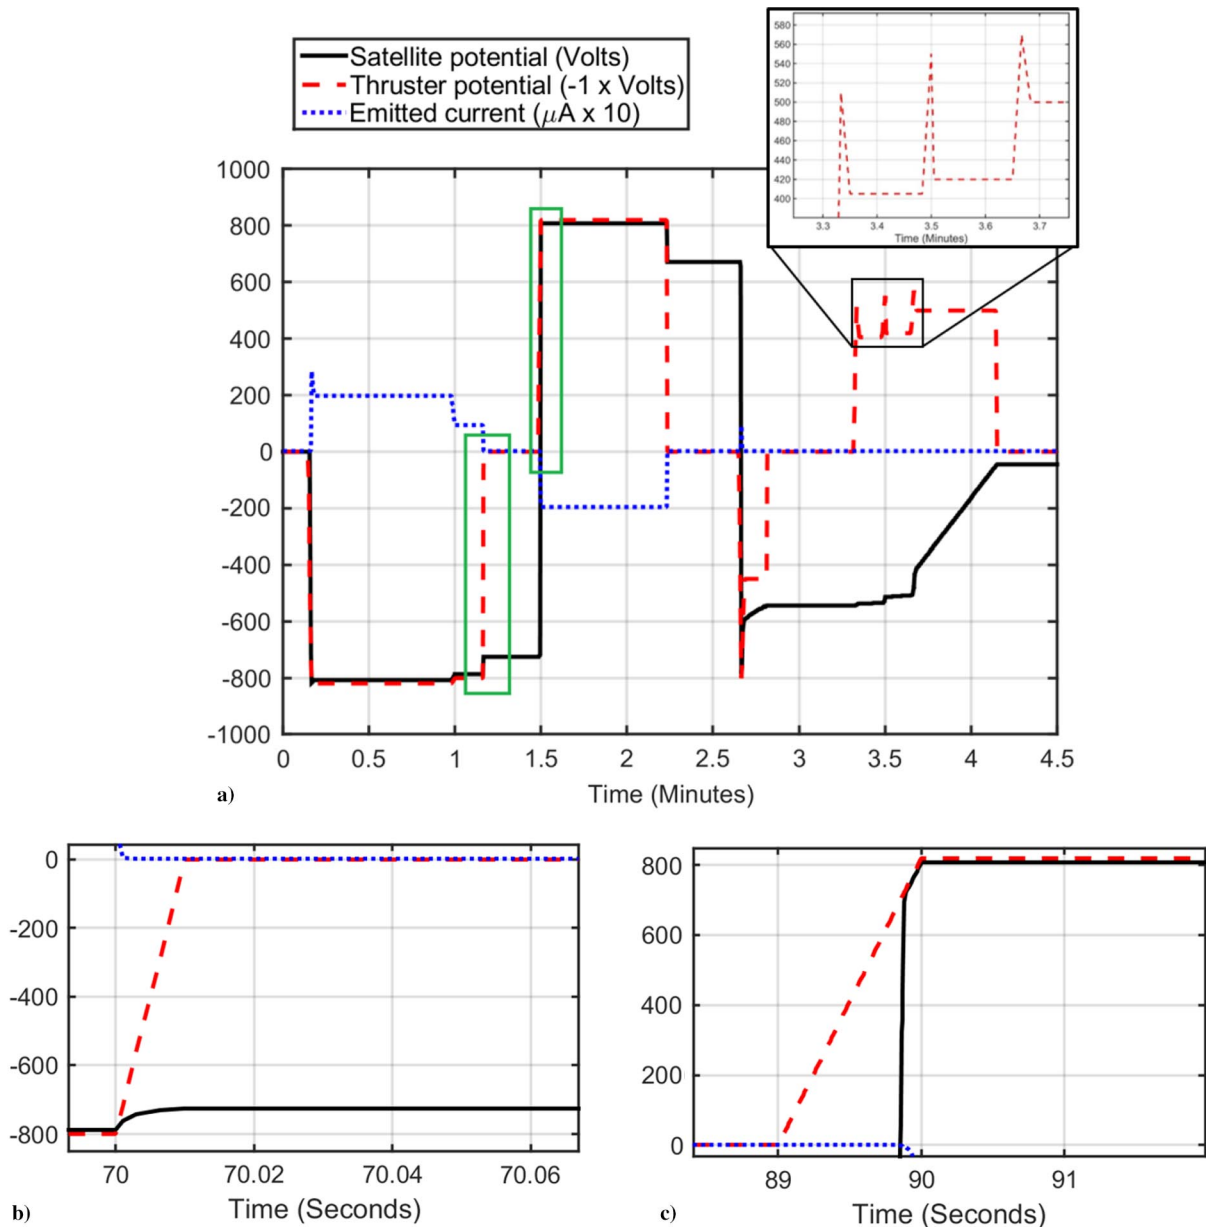 Satellite potential (Volts)
Thruster potential (-1 x Volts)
Emitted current (μA x 10)
580
560
540
520
500
480
460
440
420
400
3.3 3.4 3.5 3.6 3.7
Time (Minutes)
1000
800
600
400
200
0
-200
-400
-600
-800
-1000
0 0.5 1 1.5 2 2.5 3 3.5 4 4.5
Time (Minutes)
a)
0
-200
-400
-600
-800
70 70.02 70.04 70.06
Time (Seconds)
b)
800
600
400
200
0
89 90 91
Time (Seconds)
c)